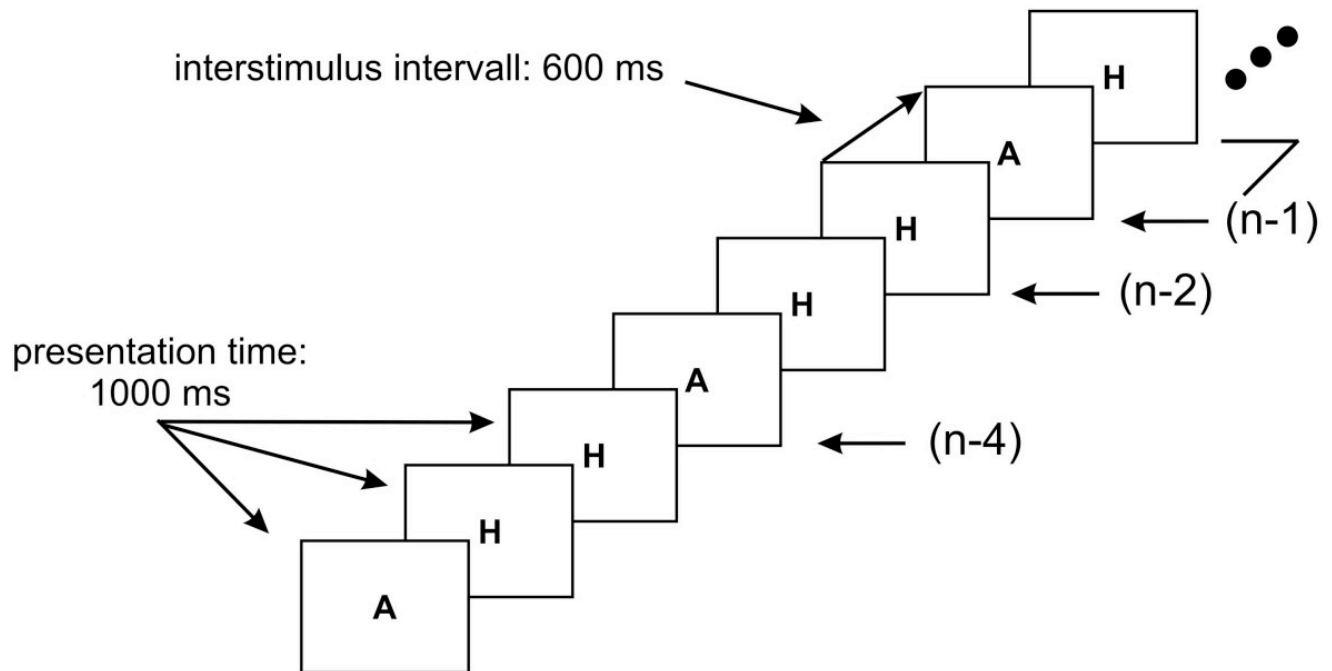 interstimulus intervall: 600 ms
H
A
H
(n-1)
H
(n-2)
presentation time:
1000 ms
A
H
(n-4)
H
A